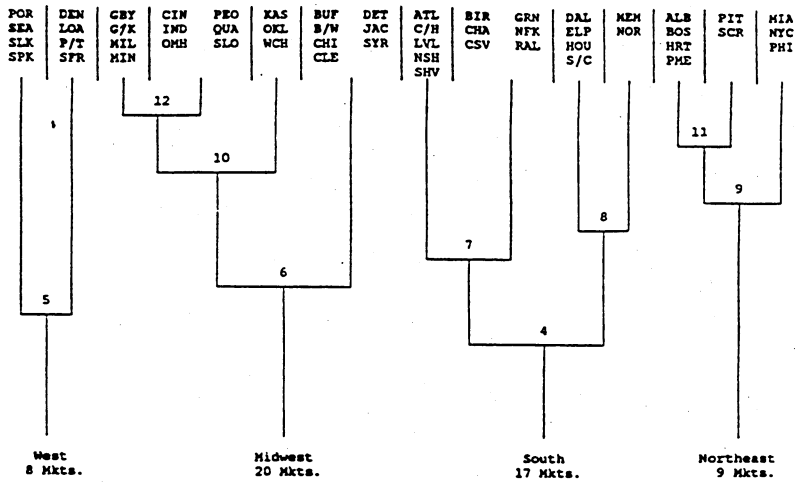 POR DEN GBY CIN PEO KAS BUF DET ATL BIR GRN DAL MEM ALB PIT MIA
SEA LOA G/K IND QUA OKL B/W JAC C/H CHA NFK ELP NOR BOS SCR NYC
SLK P/T MIL OMH SLO WCH CHI SYR LVL CSV RAL HOU HRT PHI
SPK SFR MIN CLE NSH S/C PME
SHV
12
11
10
9
8
7
6
5
4
West Midwest South Northeast
8 Mkts. 20 Mkts. 17 Mkts. 9 Mkts.